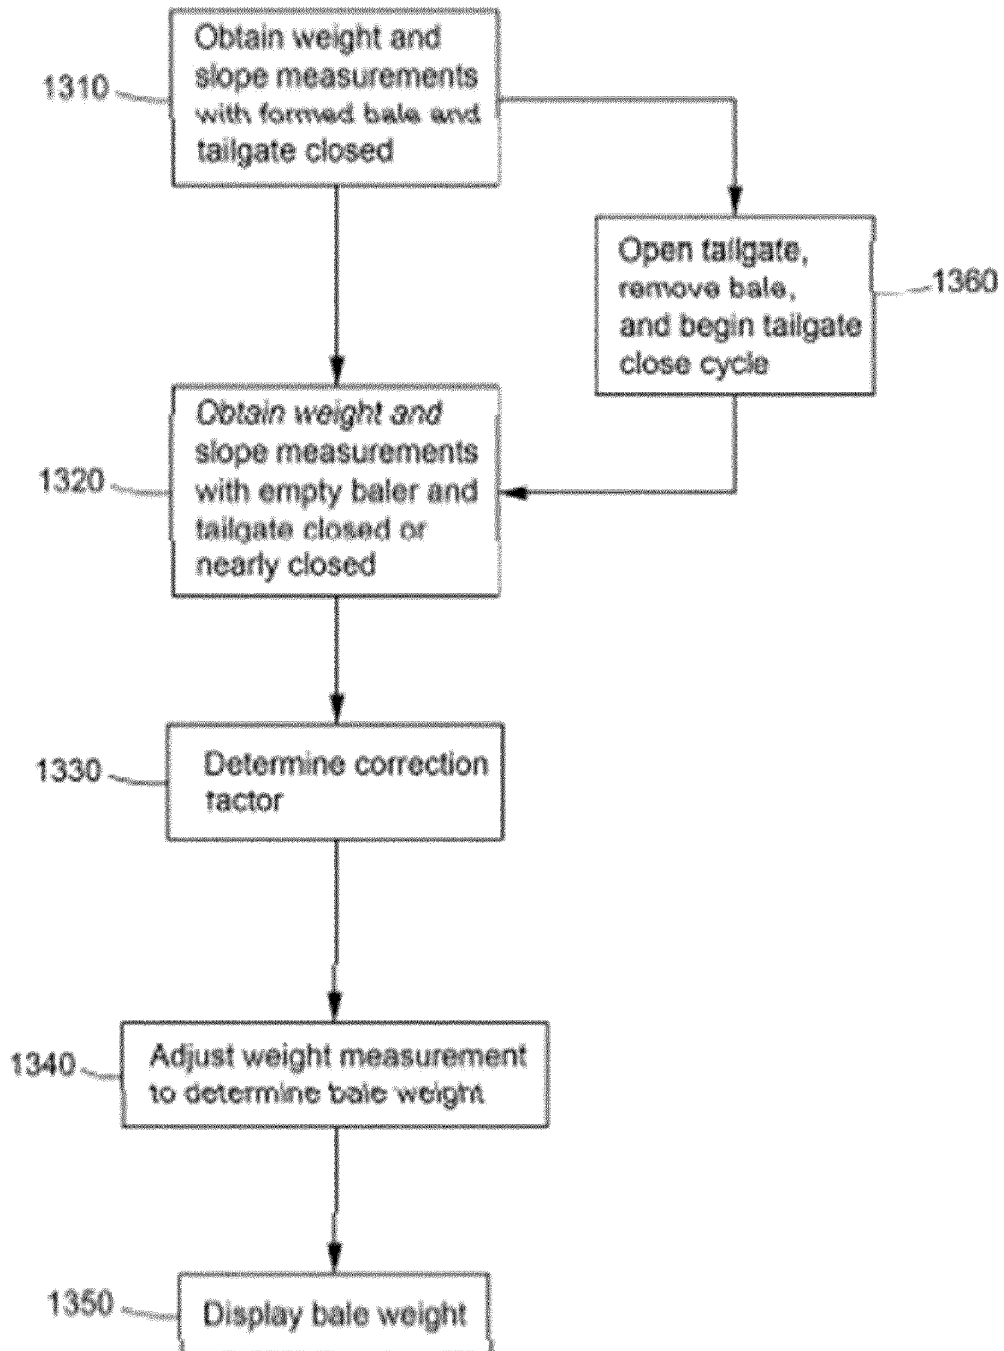 1310
Obtain weight and
slope measurements
with formed bale and
tailgate closed
1360
Open tailgate,
remove bale,
and begin tailgate
close cycle
1320
Obtain weight and
slope measurements
with empty baler and
tailgate closed or
nearly closed
1330
Determine correction
factor
1340
Adjust weight measurement
to determine bale weight
1350
Display bale weight